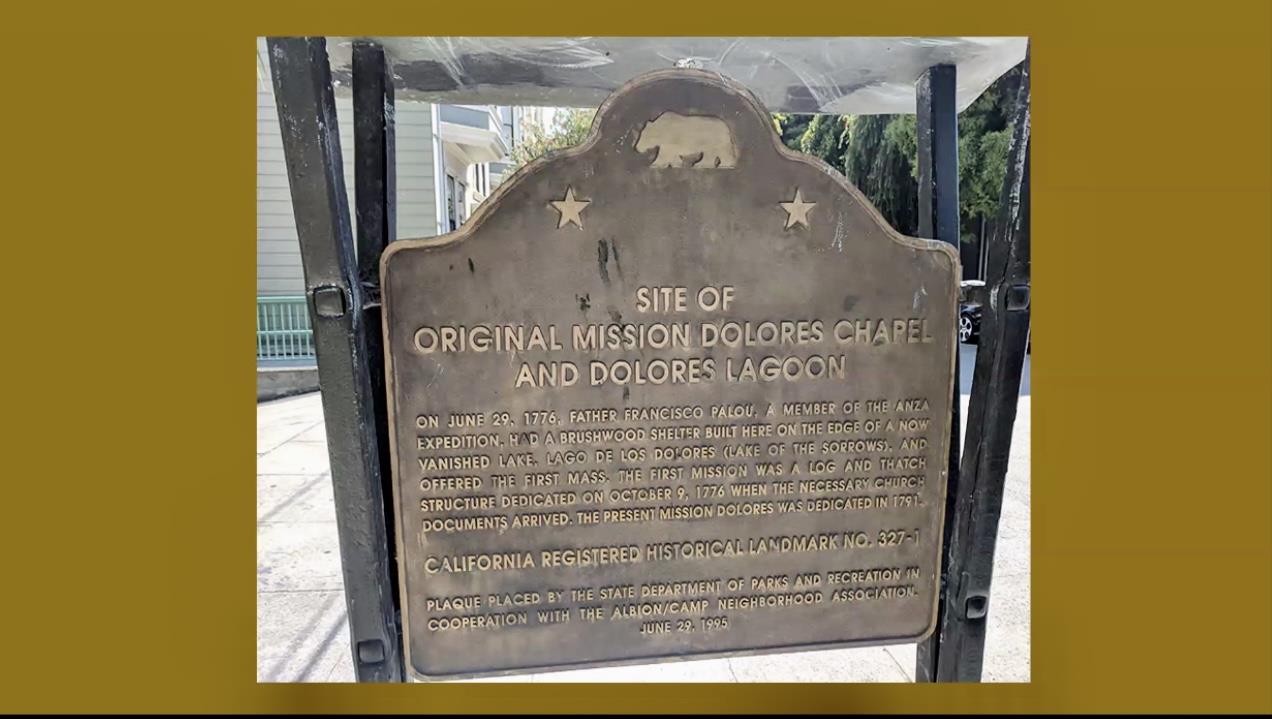 SITE OF
ORIGINAL MISSION DOLORES CHAPEL
AND DOLORES LAGOON
ON JUNE 29, 1776, FATHER FRANCISCO PALOU, A MEMBER OF THE ANZA
EXPEDITION, HAD A BRUSHWOOD SHELTER BUILT HERE ON THE EDGE OF A NOW
VANISHED LAKE, LAGO DE LOS DOLORES (LAKE OF THE SORROWS), AND
OFFERED THE FIRST MASS. THE FIRST MISSION WAS A LOG AND THATCH
STRUCTURE DEDICATED ON OCTOBER 9, 1776 WHEN THE NECESSARY CHURCH
DOCUMENTS ARRIVED. THE PRESENT MISSION DOLORES WAS DEDICATED IN 1791.
CALIFORNIA REGISTERED HISTORICAL LANDMARK NO. 327-1
PLAQUE PLACED BY THE STATE DEPARTMENT OF PARKS AND RECREATION IN
COOPERATION WITH THE ALBION/CAMP NEIGHBORHOOD ASSOCIATION.
JUNE 29, 1995